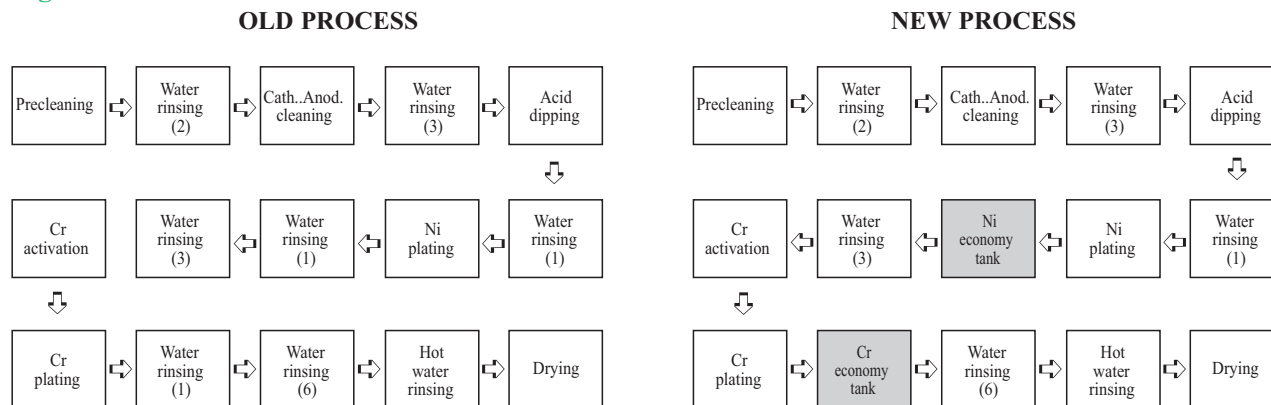 OLD PROCESS
Precleaning
Water
rinsing
(2)
Cath..Anod.
cleaning
Water
rinsing
(3)
Acid
dipping
Cr
activation
Water
rinsing
(3)
Water
rinsing
(1)
Ni
plating
Water
rinsing
(1)
Cr
plating
Water
rinsing
(1)
Water
rinsing
(6)
Hot
water
rinsing
Drying
NEW PROCESS
Precleaning
Water
rinsing
(2)
Cath..Anod.
cleaning
Water
rinsing
(3)
Acid
dipping
Cr
activation
Water
rinsing
(3)
Ni
economy
tank
Ni
plating
Water
rinsing
(1)
Cr
plating
Cr
economy
tank
Water
rinsing
(6)
Hot
water
rinsing
Drying